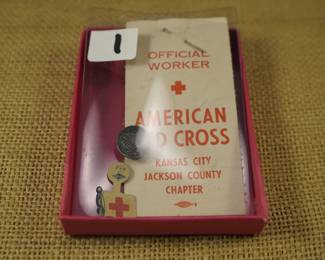 1
OFFICIAL
WORKER
AMERICAN
D CROSS
KANSAS CITY
JACKSON COUNTY
CHAPTER